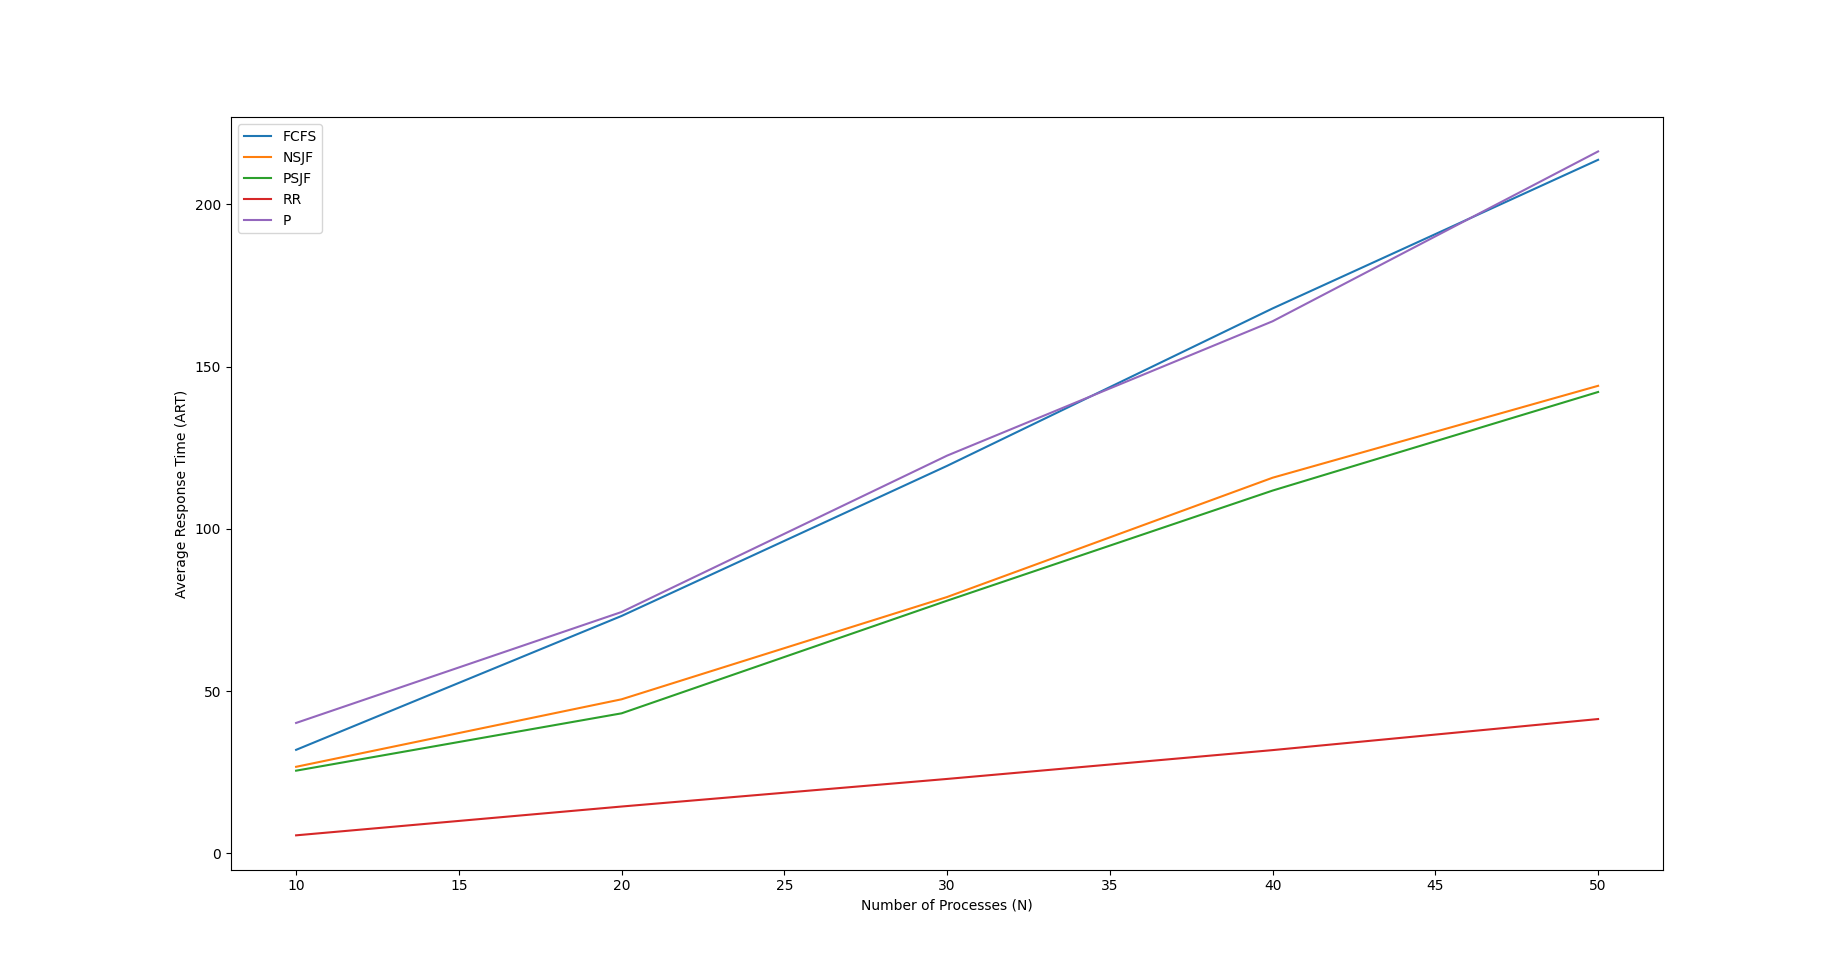 FCFS
NSJF
PSJF
RR
P
200
150
100
50
0
Average Response Time (ART)
10 15 20 25 30 35 40 45 50
Number of Processes (N)